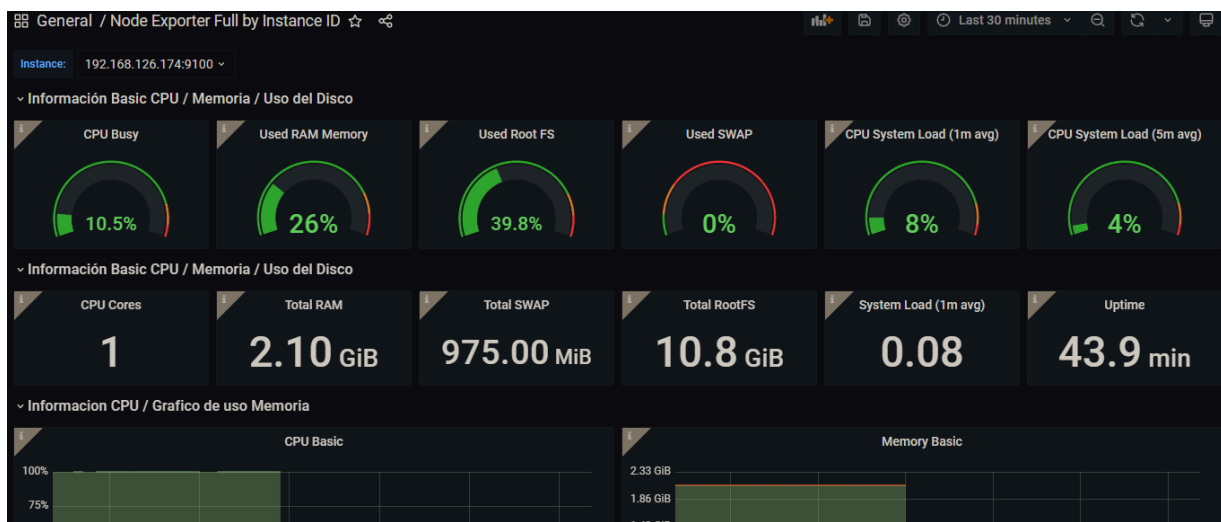 General / Node Exporter Full by Instance ID
Last 30 minutes
Instance: 192.168.126.174:9100
Información Basic CPU / Memoria / Uso del Disco
CPU Busy
Used RAM Memory
Used Root FS
Used SWAP
CPU System Load (1m avg)
CPU System Load (5m avg)
10.5%
26%
39.8%
0%
8%
4%
Información Basic CPU / Memoria / Uso del Disco
CPU Cores
Total RAM
Total SWAP
Total RootFS
System Load (1m avg)
Uptime
1
2.10 GiB
975.00 MiB
10.8 GiB
0.08
43.9 min
Informacion CPU / Grafico de uso Memoria
CPU Basic
Memory Basic
100%
75%
2.33 GiB
1.86 GiB